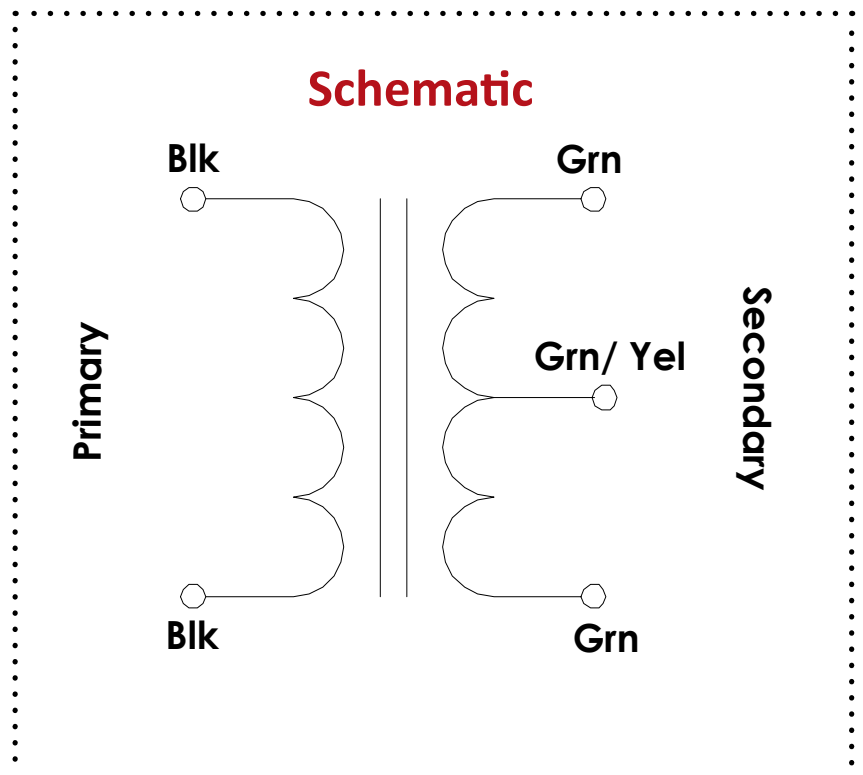 Schematic
Blk
Grn
Primary
Grn/ Yel
Secondary
Blk
Grn